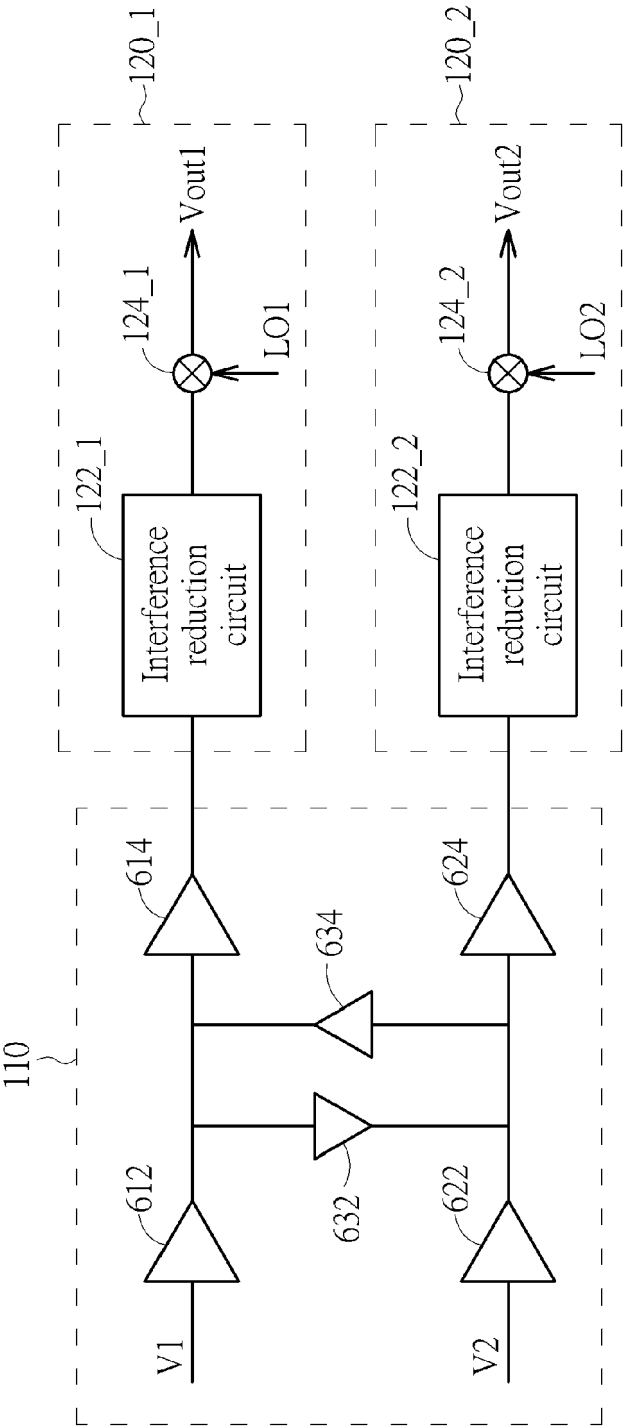 110
120_1
120_2
612
614
122_1
Interference
reduction
circuit
124_1
V1
Vout1
LO1
632
634
622
624
122_2
Interference
reduction
circuit
124_2
V2
Vout2
LO2